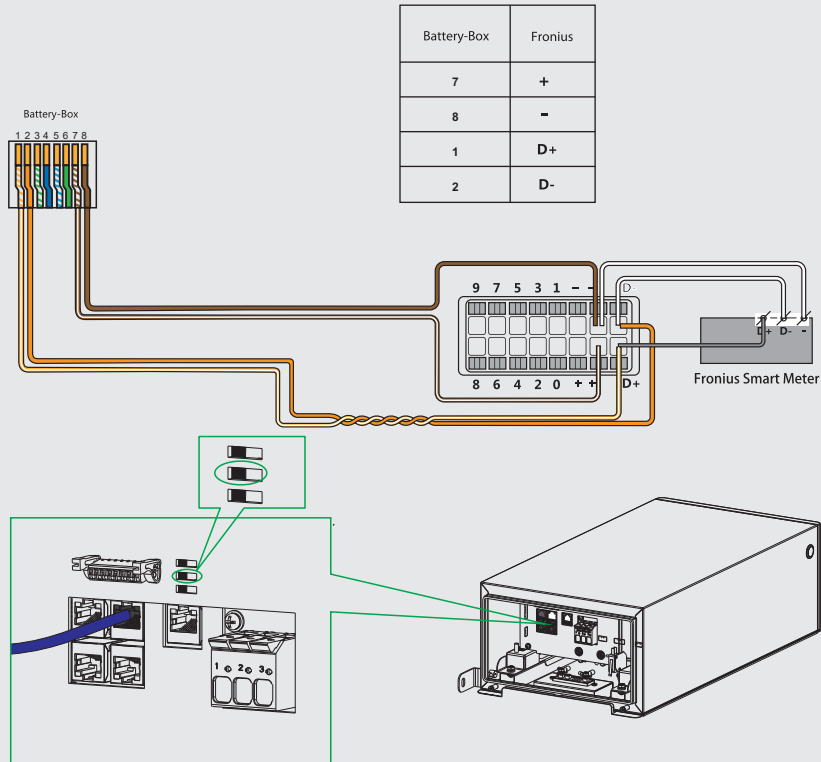 Battery-Box Fronius
7 +
8 -
1 D+
2 D-
Battery-Box
1 2 3 4 5 6 7 8
9 7 5 3 1 - - D-
8 6 4 2 0 + + D+
D+ D- -
Fronius Smart Meter
1 2 3